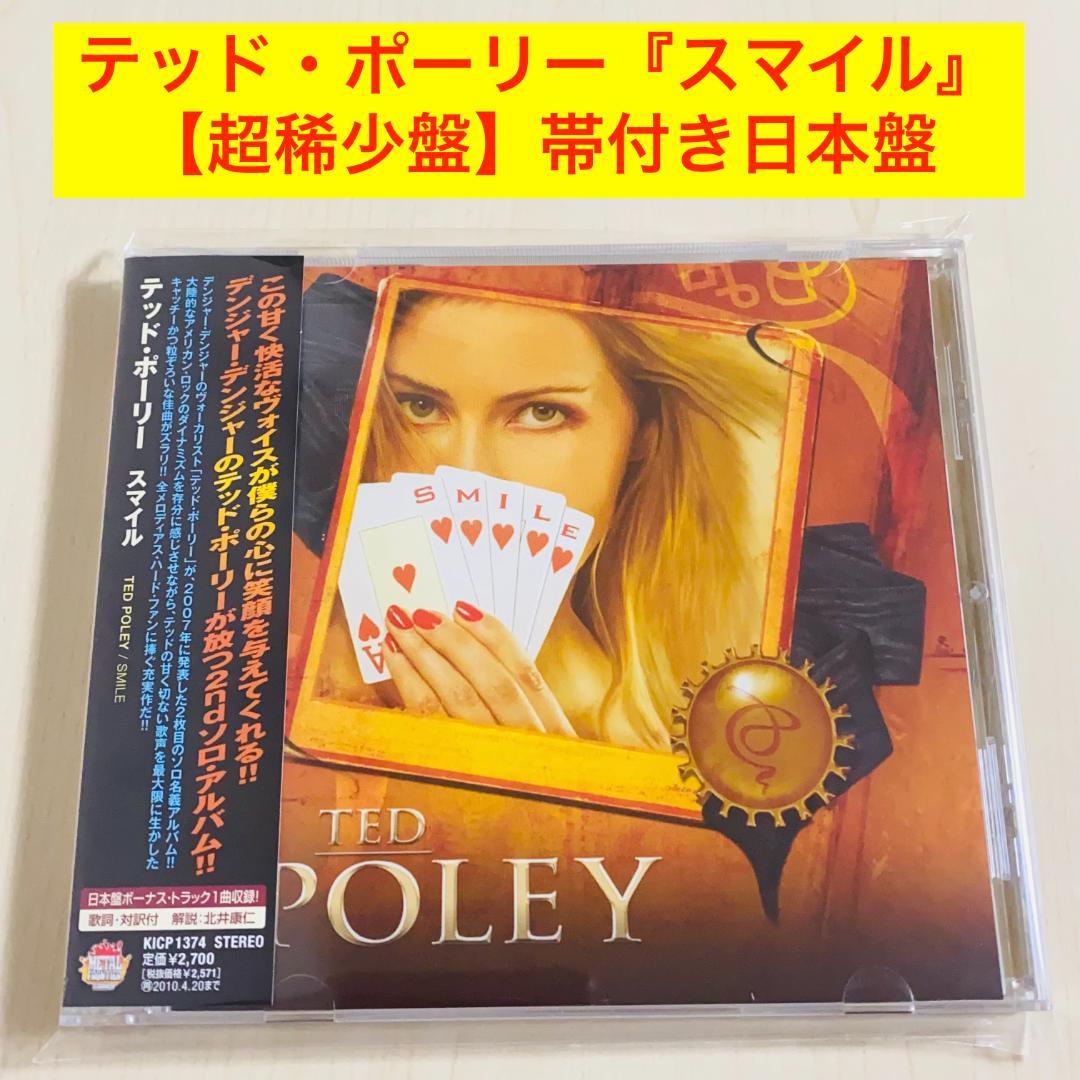 テッド・ポーリー『スマイル』
【超稀少盤】帯付き日本盤
この甘く快活なヴォイスが僕らの心に笑顔を与えてくれる!!
デンジャー・デンジャーのテッド・ポーリーが放つ2ndソロ・アルバム!!
デンジャー・デンジャーのヴォーカリスト「テッド・ポーリー」が、2007年に発表した2枚目のソロ名義アルバム!!
大陸的なアメリカン・ロックのダイナミズムを存分に感じさせながら、テッドの甘く切ない歌声を最大限に生かした
キャッチーかつ粒ぞろいな佳曲がズラリ!! 全メロディアス・ハード・ファンに捧ぐ充実作だ!!
テッド・ポーリー スマイル
TED POLEY / SMILE
日本盤ボーナス・トラック1曲収録!
歌詞・対訳付 解説:北井康仁
KICP1374 STEREO
定価¥2,700
[税抜価格¥2,571]
㊢2010.4.20まで
METAL
SMILE
A
A
TED
POLEY